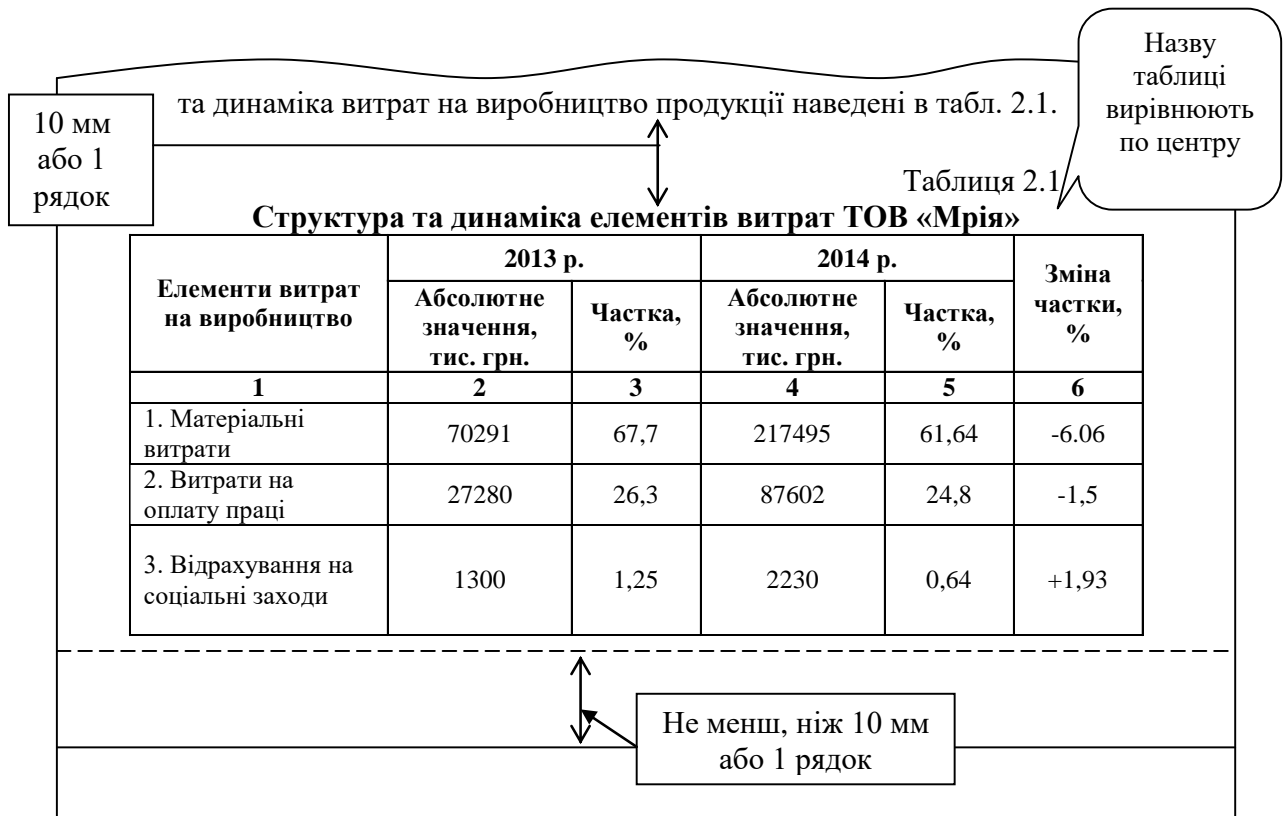 Назву
таблиці
вирівнюють
по центру
та динаміка витрат на виробництво продукції наведені в табл. 2.1.
10 мм
або 1
рядок
Таблиця 2.1
Структура та динаміка елементів витрат ТОВ «Мрія»
Елементи витрат
на виробництво
2013 р.
2014 р.
Зміна
частки,
%
Абсолютне
значення,
тис. грн.
Частка,
%
Абсолютне
значення,
тис. грн.
Частка,
%
1 2 3 4 5 6
1. Матеріальні
витрати
70291 67,7 217495 61,64 -6.06
2. Витрати на
оплату праці
27280 26,3 87602 24,8 -1,5
3. Відрахування на
соціальні заходи
1300 1,25 2230 0,64 +1,93
Не менш, ніж 10 мм
або 1 рядок